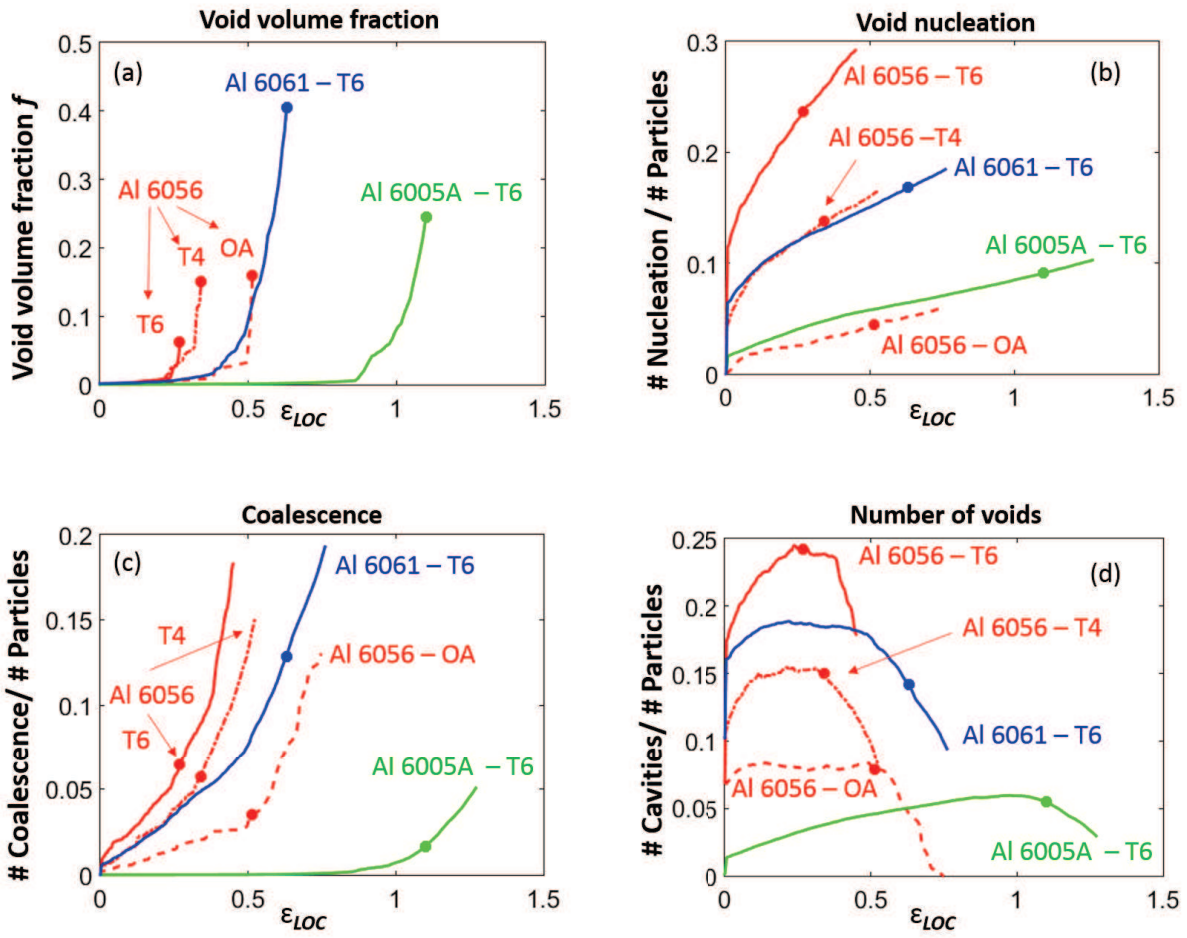 Void volume fraction
(a)
Void volume fraction f
0.5
0.4
0.3
0.2
0.1
0
Al 6061 – T6
Al 6056
T4
OA
T6
Al 6005A – T6
0
0.5
1
1.5
εLOC
Void nucleation
(b)
# Nucleation / # Particles
0.3
0.2
0.1
0
Al 6056 – T6
Al 6056 –T4
Al 6061 – T6
Al 6005A – T6
Al 6056 – OA
0
0.5
1
1.5
εLOC
Coalescence
(c)
# Coalescence/ # Particles
0.2
0.15
0.1
0.05
0
Al 6061 – T6
T4
Al 6056 – OA
Al 6056
T6
Al 6005A – T6
0
0.5
1
1.5
εLOC
Number of voids
(d)
# Cavities/ # Particles
0.25
0.2
0.15
0.1
0.05
0
Al 6056 – T6
Al 6056 – T4
Al 6061 – T6
Al 6056 – OA
Al 6005A – T6
0
0.5
1
1.5
εLOC